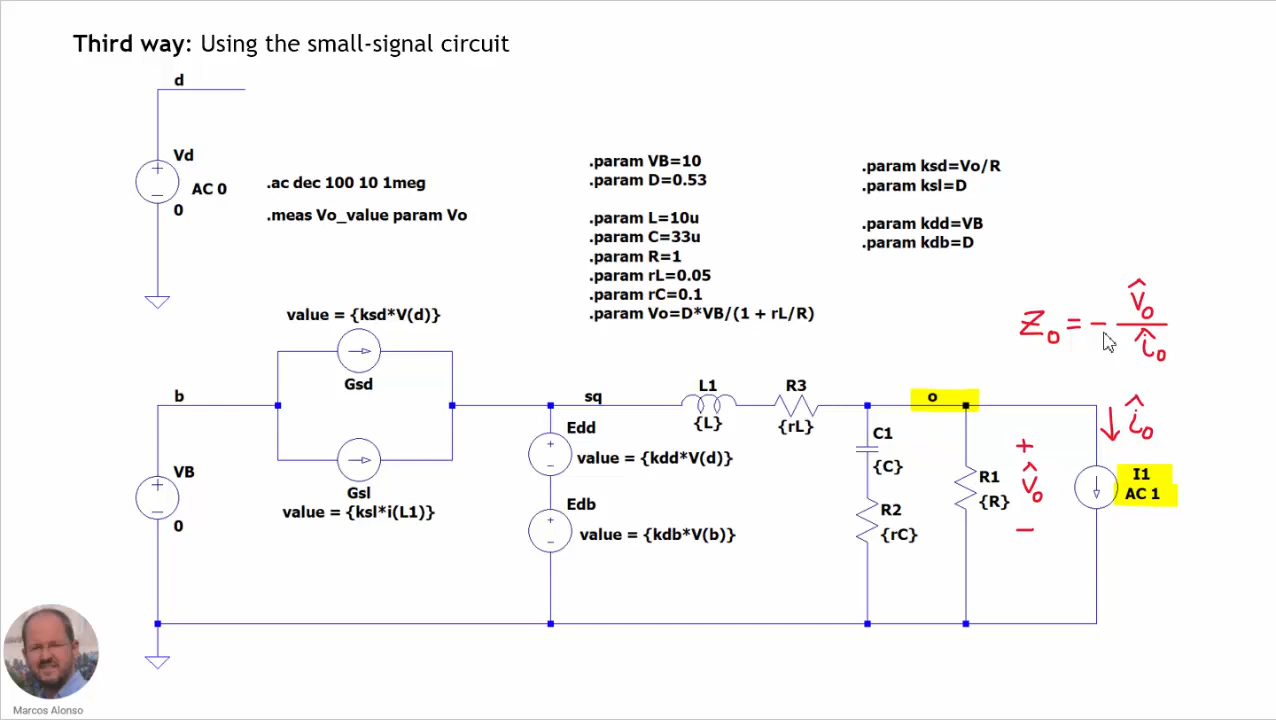 Third way: Using the small-signal circuit
d
Vd
AC 0
0
.ac dec 100 10 1meg
.meas Vo_value param Vo
.param VB=10
.param D=0.53
.param L=10u
.param C=33u
.param R=1
.param rL=0.05
.param rC=0.1
.param Vo=D*VB/(1 + rL/R)
.param ksd=Vo/R
.param ksl=D
.param kdd=VB
.param kdb=D
Zo = - v̂o / îo
value = {ksd*V(d)}
Gsd
b
VB
0
Gsl
value = {ksl*i(L1)}
sq
Edd
value = {kdd*V(d)}
Edb
value = {kdb*V(b)}
L1
{L}
R3
{rL}
C1
{C}
R2
{rC}
o
R1
{R}
+
v̂o
-
îo
I1
AC 1
Marcos Alonso